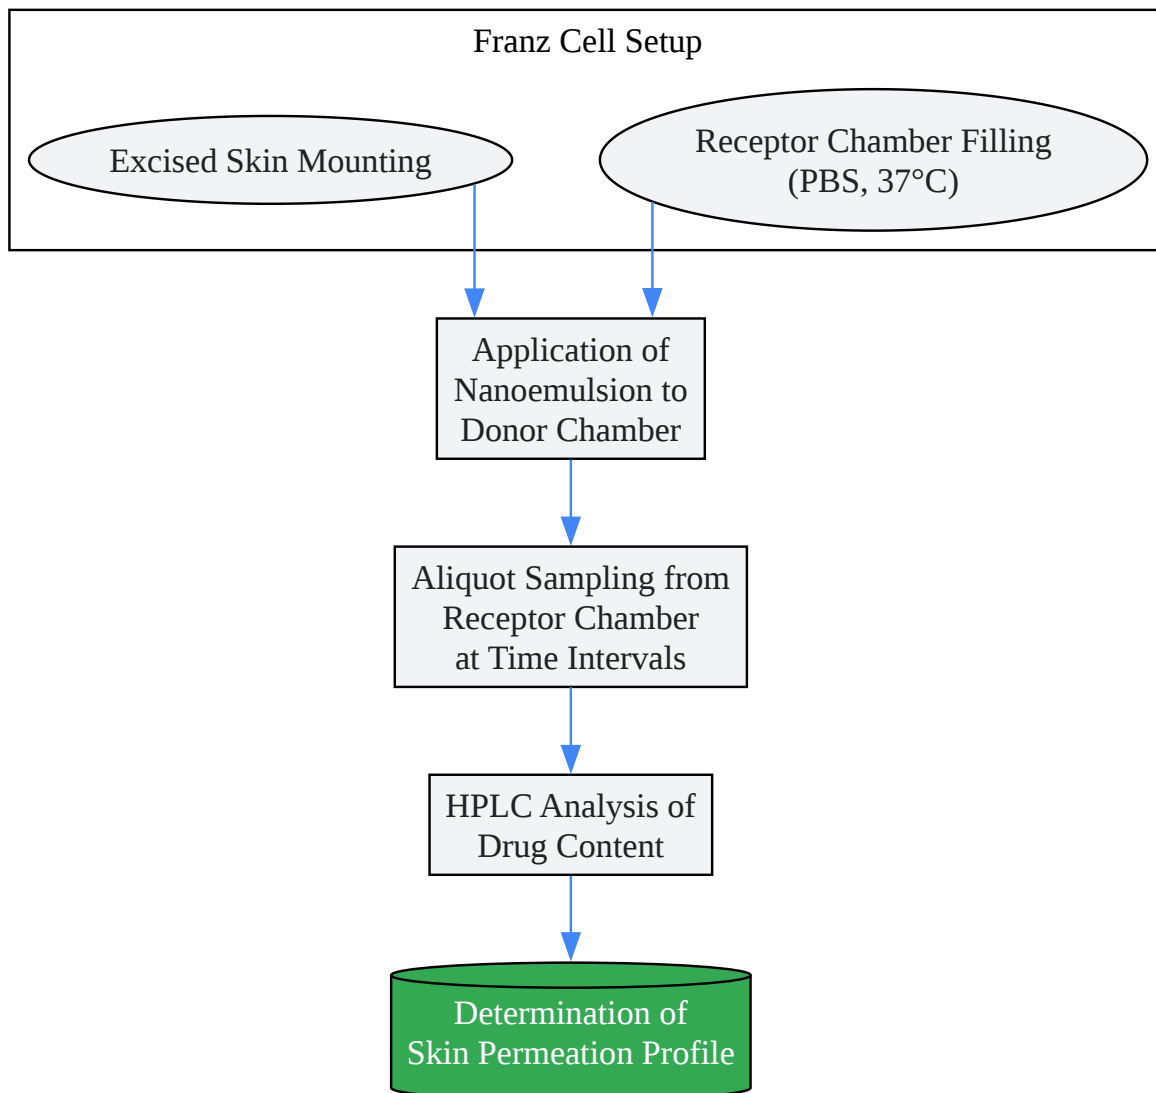 Franz Cell Setup
Excised Skin Mounting
Receptor Chamber Filling
(PBS, 37°C)
Application of
Nanoemulsion to
Donor Chamber
Aliquot Sampling from
Receptor Chamber
at Time Intervals
HPLC Analysis of
Drug Content
Determination of
Skin Permeation Profile